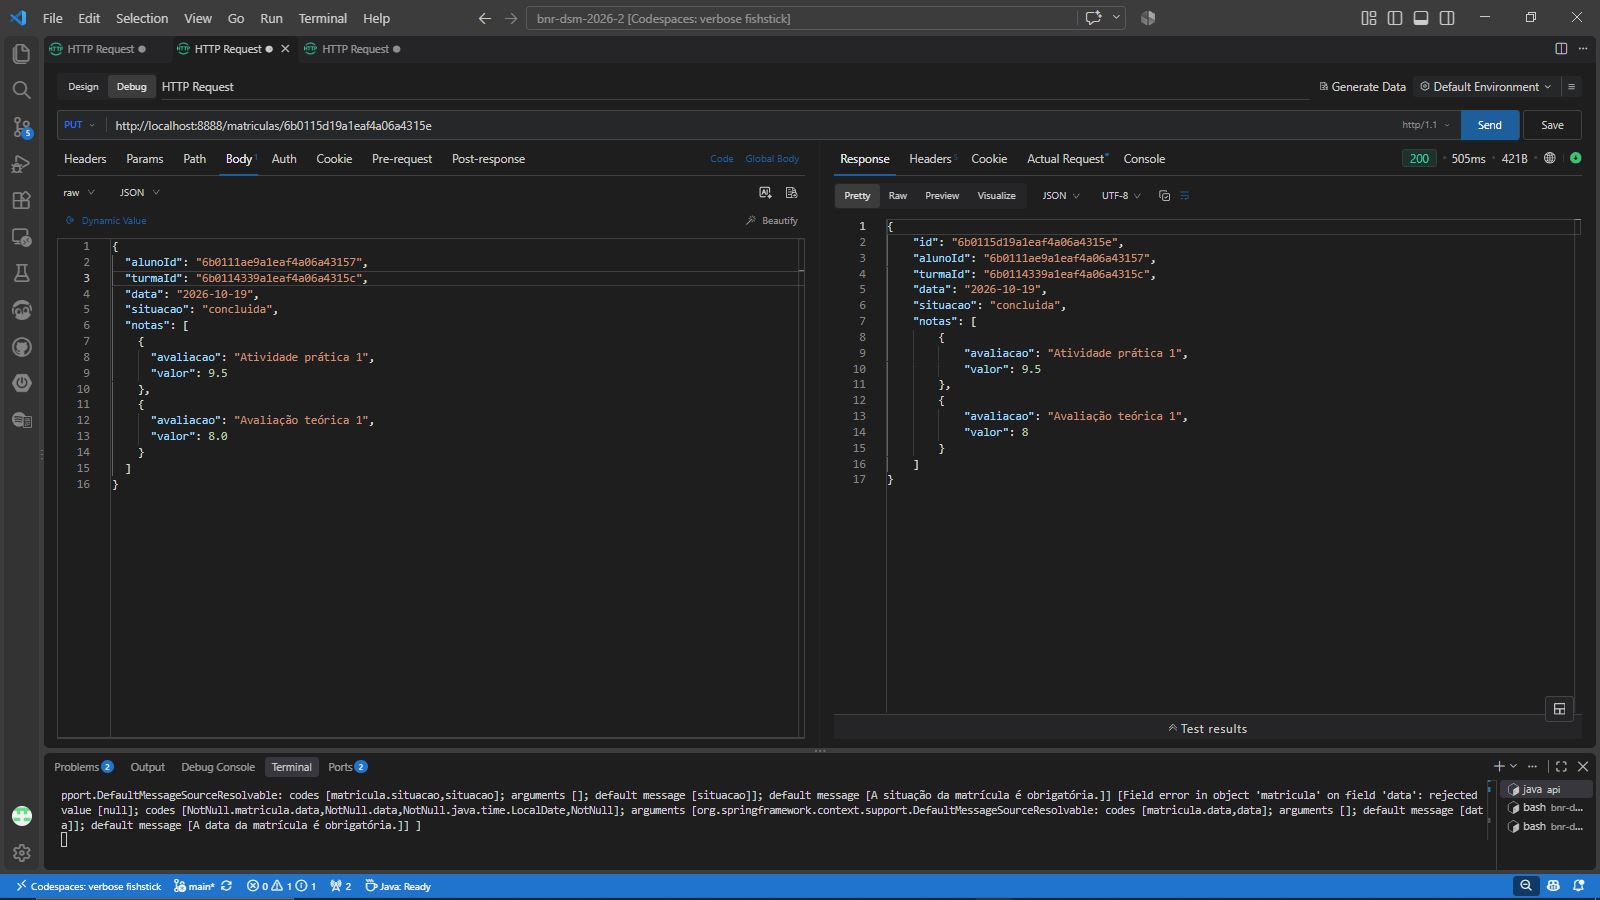 File Edit Selection View Go Run Terminal Help
bnr-dsm-2026-2 [Codespaces: verbose fishstick]
HTTP Request HTTP Request HTTP Request
Design Debug HTTP Request
Generate Data Default Environment
PUT http://localhost:8888/matriculas/6b0115d19a1eaf4a06a4315e http/1.1 Send Save
Headers Params Path Body 1 Auth Cookie Pre-request Post-response Code Global Body
raw JSON
Dynamic Value Beautify
1 {
2 "alunoId": "6b0111ae9a1eaf4a06a43157",
3 "turmaId": "6b0114339a1eaf4a06a4315c",
4 "data": "2026-10-19",
5 "situacao": "concluida",
6 "notas": [
7 {
8 "avaliacao": "Atividade prática 1",
9 "valor": 9.5
10 },
11 {
12 "avaliacao": "Avaliação teórica 1",
13 "valor": 8.0
14 }
15 ]
16 }
Response Headers 5 Cookie Actual Request Console 200 505ms 421B
Pretty Raw Preview Visualize JSON UTF-8
1 {
2 "id": "6b0115d19a1eaf4a06a4315e",
3 "alunoId": "6b0111ae9a1eaf4a06a43157",
4 "turmaId": "6b0114339a1eaf4a06a4315c",
5 "data": "2026-10-19",
6 "situacao": "concluida",
7 "notas": [
8 {
9 "avaliacao": "Atividade prática 1",
10 "valor": 9.5
11 },
12 {
13 "avaliacao": "Avaliação teórica 1",
14 "valor": 8
15 }
16 ]
17 }
Test results
Problems 2 Output Debug Console Terminal Ports 2
pport.DefaultMessageSourceResolvable: codes [matricula.situacao,situacao]; arguments []; default message [situacao]]; default message [A situação da matrícula é obrigatória.]] [Field error in object 'matricula' on field 'data': rejected
value [null]; codes [NotNull.matricula.data,NotNull.data,NotNull.java.time.LocalDate,NotNull]; arguments [org.springframework.context.support.DefaultMessageSourceResolvable: codes [matricula.data,data]; arguments []; default message [dat
a]]; default message [A data da matrícula é obrigatória.]] ]
java api
bash bnr-d...
bash bnr-d...
5
Codespaces: verbose fishstick main* 0 1 1 2 Java: Ready